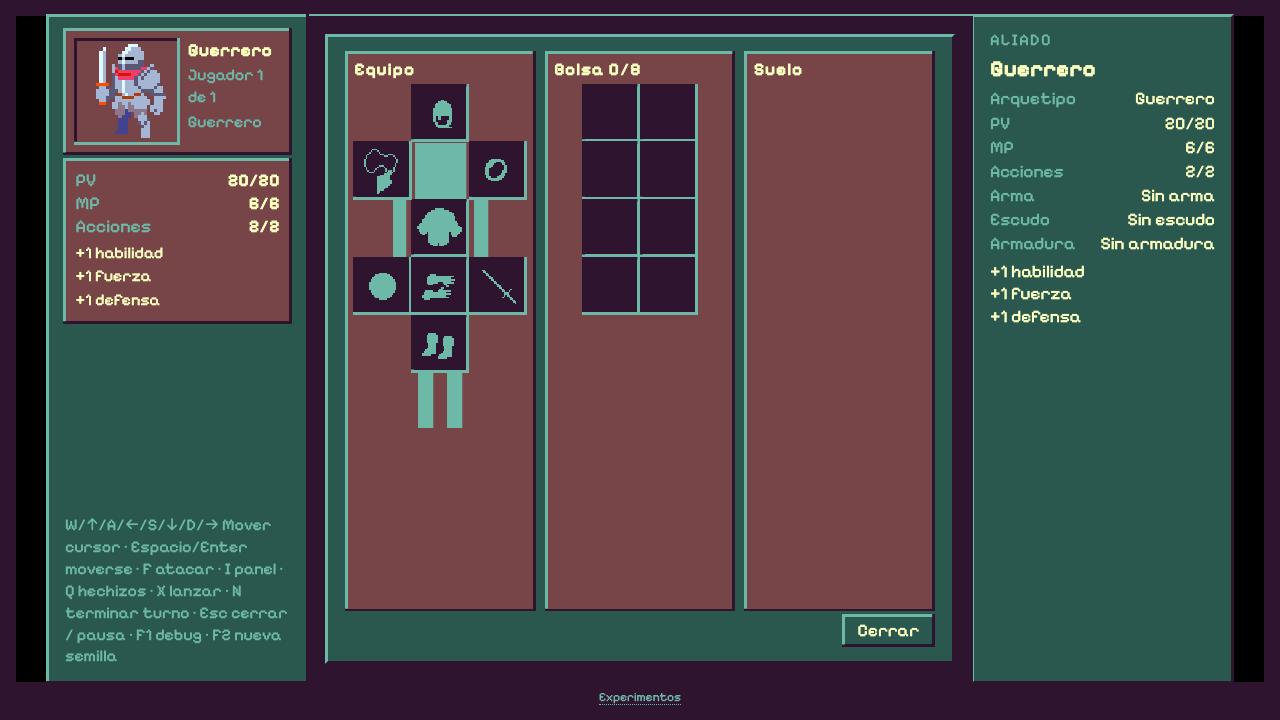 Guerrero
Jugador 1
de 1
Guerrero
PV 20/20
MP 6/6
Acciones 2/2
+1 habilidad
+1 fuerza
+1 defensa
W/↑/A/←/S/↓/D/→ Mover
cursor · Espacio/Enter
moverse · F atacar · I panel ·
Q hechizos · X lanzar · N
terminar turno · Esc cerrar
/ pausa · F1 debug · F2 nueva
semilla
Equipo
Bolsa 0/8
Suelo
Cerrar
ALIADO
Guerrero
Arquetipo Guerrero
PV 20/20
MP 6/6
Acciones 2/2
Arma Sin arma
Escudo Sin escudo
Armadura Sin armadura
+1 habilidad
+1 fuerza
+1 defensa
Experimentos